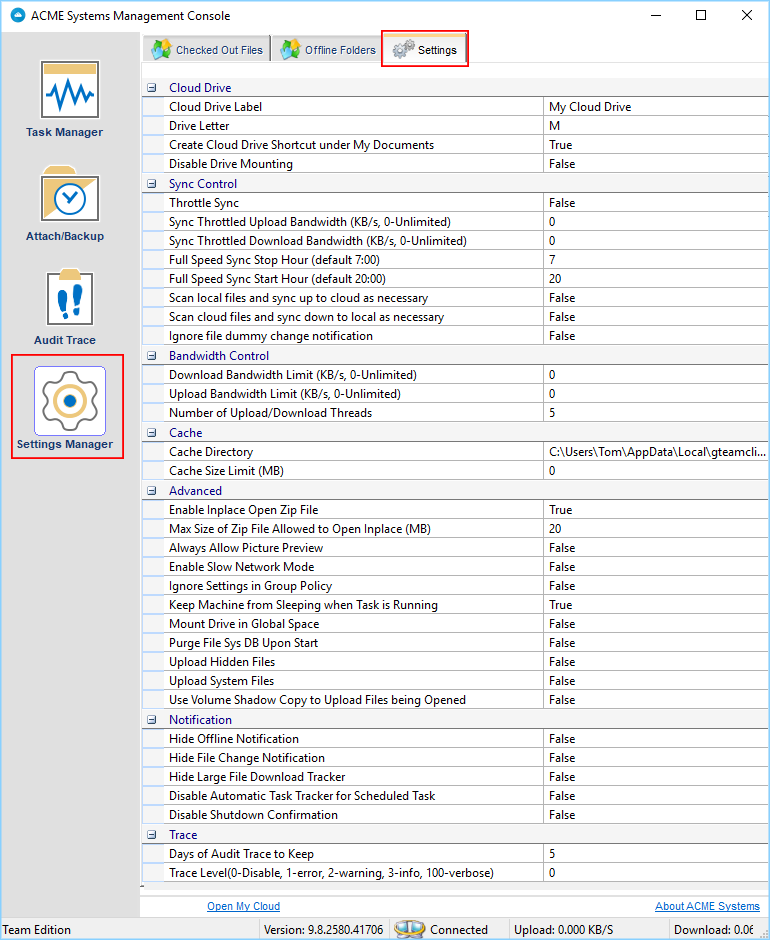 ACME Systems Management Console
Checked Out Files
Offline Folders
Settings
Task Manager
Attach/Backup
Audit Trace
Settings Manager
Cloud Drive
Cloud Drive Label My Cloud Drive
Drive Letter M
Create Cloud Drive Shortcut under My Documents True
Disable Drive Mounting False
Sync Control
Throttle Sync False
Sync Throttled Upload Bandwidth (KB/s, 0-Unlimited) 0
Sync Throttled Download Bandwidth (KB/s, 0-Unlimited) 0
Full Speed Sync Stop Hour (default 7:00) 7
Full Speed Sync Start Hour (default 20:00) 20
Scan local files and sync up to cloud as necessary False
Scan cloud files and sync down to local as necessary False
Ignore file dummy change notification False
Bandwidth Control
Download Bandwidth Limit (KB/s, 0-Unlimited) 0
Upload Bandwidth Limit (KB/s, 0-Unlimited) 0
Number of Upload/Download Threads 5
Cache
Cache Directory C:\Users\Tom\AppData\Local\gteamcli...
Cache Size Limit (MB) 0
Advanced
Enable Inplace Open Zip File True
Max Size of Zip File Allowed to Open Inplace (MB) 20
Always Allow Picture Preview False
Enable Slow Network Mode False
Ignore Settings in Group Policy False
Keep Machine from Sleeping when Task is Running True
Mount Drive in Global Space False
Purge File Sys DB Upon Start False
Upload Hidden Files False
Upload System Files False
Use Volume Shadow Copy to Upload Files being Opened False
Notification
Hide Offline Notification False
Hide File Change Notification False
Hide Large File Download Tracker False
Disable Automatic Task Tracker for Scheduled Task False
Disable Shutdown Confirmation False
Trace
Days of Audit Trace to Keep 5
Trace Level(0-Disable, 1-error, 2-warning, 3-info, 100-verbose) 0
Open My Cloud
About ACME Systems
Team Edition
Version: 9.8.2580.41706
Connected
Upload: 0.000 KB/S
Download: 0.06